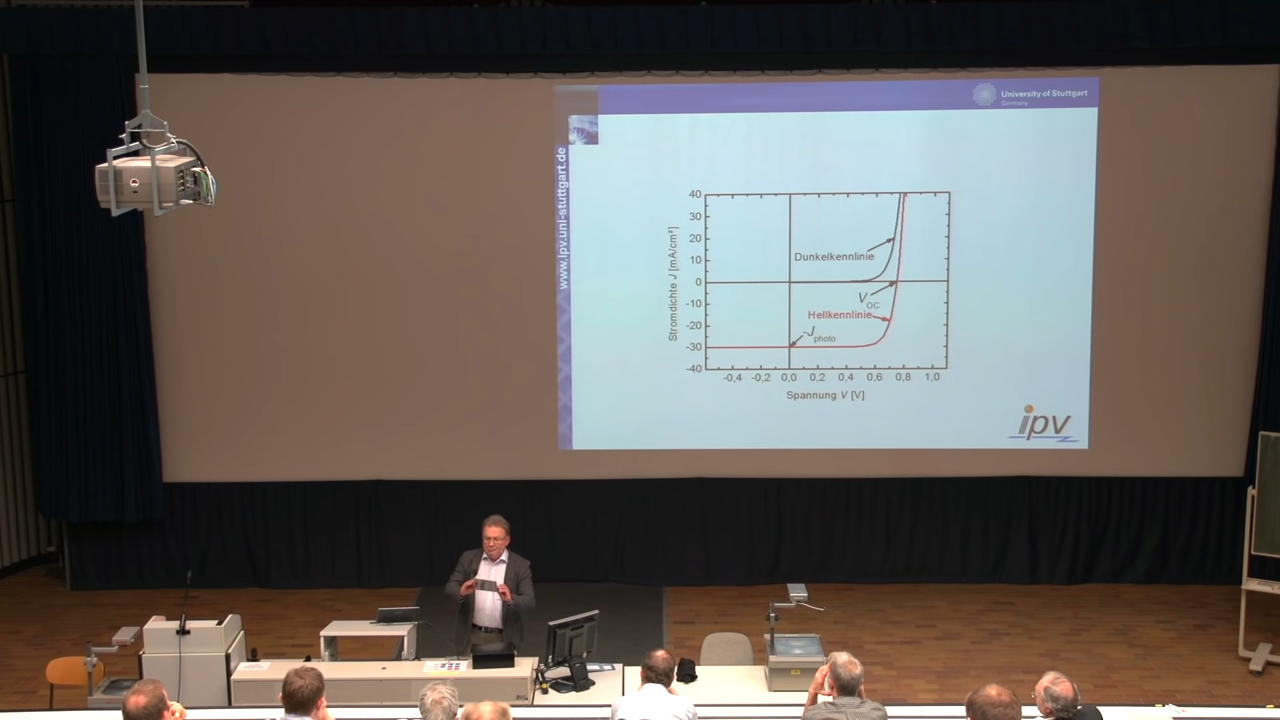 University of Stuttgart
Germany
www.ipv.uni-stuttgart.de
40
30
20
10
0
-10
-20
-30
-40
Stromdichte J [mA/cm²]
Dunkelkennlinie
V_OC
Hellkennlinie
-J_photo
-0,4 -0,2 0,0 0,2 0,4 0,6 0,8 1,0
Spannung V [V]
ipv